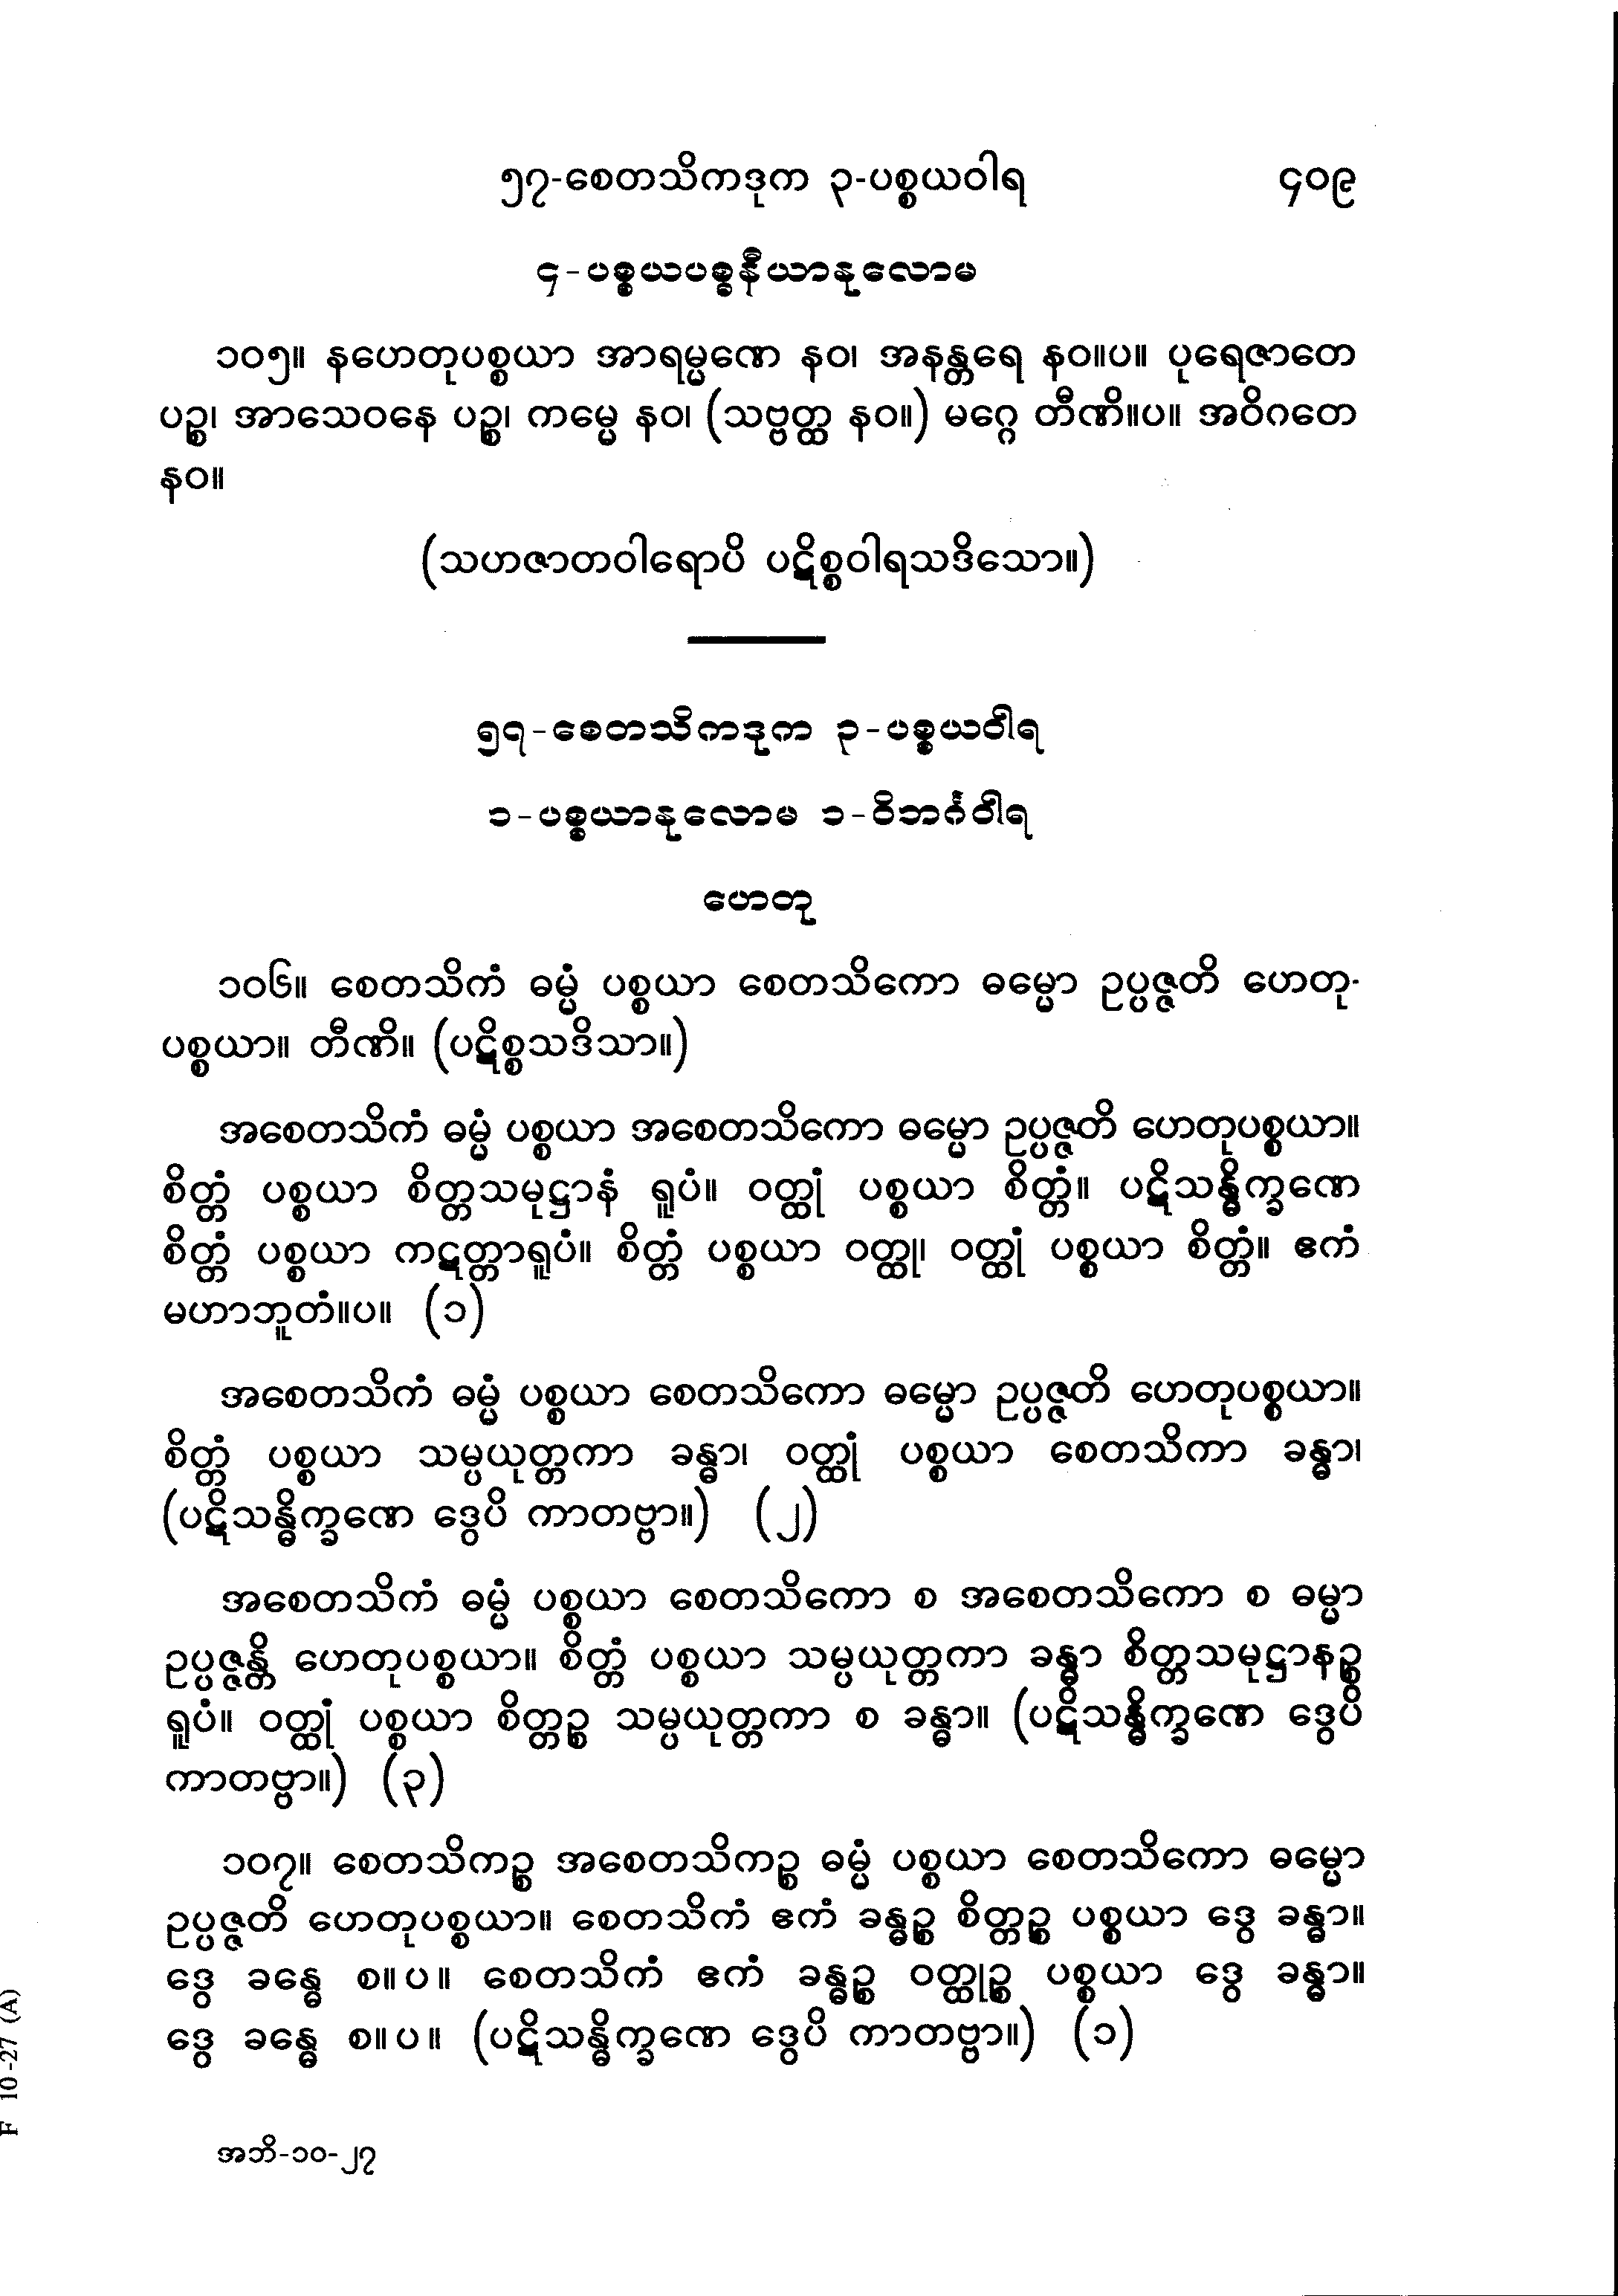 ၅၇-စေတသိကဒုက ၃-ပစ္စယဝါရ ၄၀၉
၄-ပစ္စယပစ္စနီယာနုလောမ
၁၀၅။ နဟေတုပစ္စယာ အာရမ္မဏေ နဝ၊ အနန္တရေ နဝ။ပ။ ပုရေဇာတေ
ပဉ္စ၊ အာသေဝနေ ပဉ္စ၊ ကမ္မေ နဝ၊ (သဗ္ဗတ္ထ နဝ။) မဂ္ဂေ တီဏိ။ပ။ အဝိဂတေ
နဝ။
(သဟဇာတဝါရောပိ ပဋိစ္စဝါရသဒိသော။)
၅၇-စေတသိကဒုက ၃-ပစ္စယဝါရ
၁-ပစ္စယာနုလောမ ၁-ဝိဘင်္ဂဝါရ
ဟေတု
၁၀၆။ စေတသိကံ ဓမ္မံ ပစ္စယာ စေတသိကော ဓမ္မော ဥပ္ပဇ္ဇတိ ဟေတု-
ပစ္စယာ။ တီဏိ။ (ပဋိစ္စသဒိသာ။)
အစေတသိကံ ဓမ္မံ ပစ္စယာ အစေတသိကော ဓမ္မော ဥပ္ပဇ္ဇတိ ဟေတုပစ္စယာ။
စိတ္တံ ပစ္စယာ စိတ္တသမုဋ္ဌာနံ ရူပံ။ ဝတ္ထုံ ပစ္စယာ စိတ္တံ။ ပဋိသန္ဓိက္ခဏေ
စိတ္တံ ပစ္စယာ ကဋတ္တာရူပံ။ စိတ္တံ ပစ္စယာ ဝတ္ထု၊ ဝတ္ထုံ ပစ္စယာ စိတ္တံ။ ဧကံ
မဟာဘူတံ။ပ။ (၁)
အစေတသိကံ ဓမ္မံ ပစ္စယာ စေတသိကော ဓမ္မော ဥပ္ပဇ္ဇတိ ဟေတုပစ္စယာ။
စိတ္တံ ပစ္စယာ သမ္ပယုတ္တကာ ခန္ဓာ၊ ဝတ္ထုံ ပစ္စယာ စေတသိကာ ခန္ဓာ၊
(ပဋိသန္ဓိက္ခဏေ ဒွေပိ ကာတဗ္ဗာ။) (၂)
အစေတသိကံ ဓမ္မံ ပစ္စယာ စေတသိကော စ အစေတသိကော စ ဓမ္မာ
ဥပ္ပဇ္ဇန္တိ ဟေတုပစ္စယာ။ စိတ္တံ ပစ္စယာ သမ္ပယုတ္တကာ ခန္ဓာ စိတ္တသမုဋ္ဌာနဉ္စ
ရူပံ။ ဝတ္ထုံ ပစ္စယာ စိတ္တဉ္စ သမ္ပယုတ္တကာ စ ခန္ဓာ။ (ပဋိသန္ဓိက္ခဏေ ဒွေပိ
ကာတဗ္ဗာ။) (၃)
၁၀၇။ စေတသိကဉ္စ အစေတသိကဉ္စ ဓမ္မံ ပစ္စယာ စေတသိကော ဓမ္မော
ဥပ္ပဇ္ဇတိ ဟေတုပစ္စယာ။ စေတသိကံ ဧကံ ခန္ဓဉ္စ စိတ္တဉ္စ ပစ္စယာ ဒွေ ခန္ဓာ။
ဒွေ ခန္ဓေ စ။ပ။ စေတသိကံ ဧကံ ခန္ဓဉ္စ ဝတ္ထုဉ္စ ပစ္စယာ ဒွေ ခန္ဓာ။
ဒွေ ခန္ဓေ စ။ပ။ (ပဋိသန္ဓိက္ခဏေ ဒွေပိ ကာတဗ္ဗာ။) (၁)
အဘိ-၁၀-၂၇
F 10-27 (A)